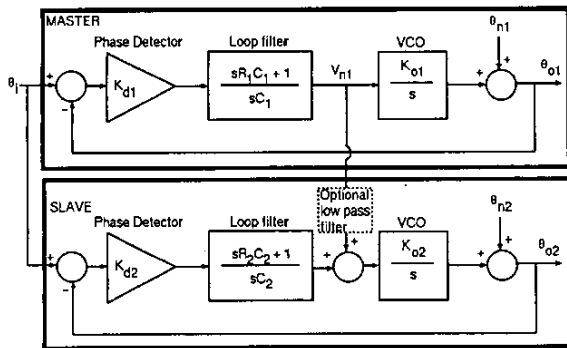 MASTER
Phase Detector
Loop filter
VCO
θn1
θi
+
-
Kd1
sR1C1 + 1
sC1
Vn1
Ko1
s
+
+
θo1
SLAVE
Phase Detector
Loop filter
Optional
low pass
filter
VCO
θn2
+
-
Kd2
sR2C2 + 1
sC2
+
+
Ko2
s
+
+
θo2